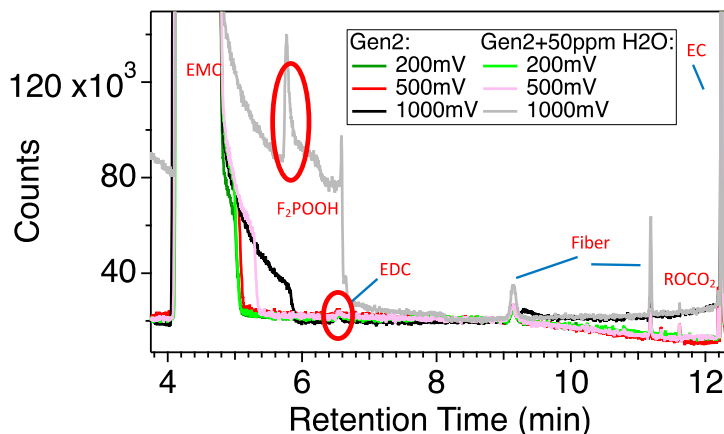 Gen2: Gen2+50ppm H2O:
200mV 200mV
500mV 500mV
1000mV 1000mV
EC
EMC
120 x10³
80
40
Counts
F₂POOH
EDC
Fiber
ROCO₂
4 6 8 10 12
Retention Time (min)